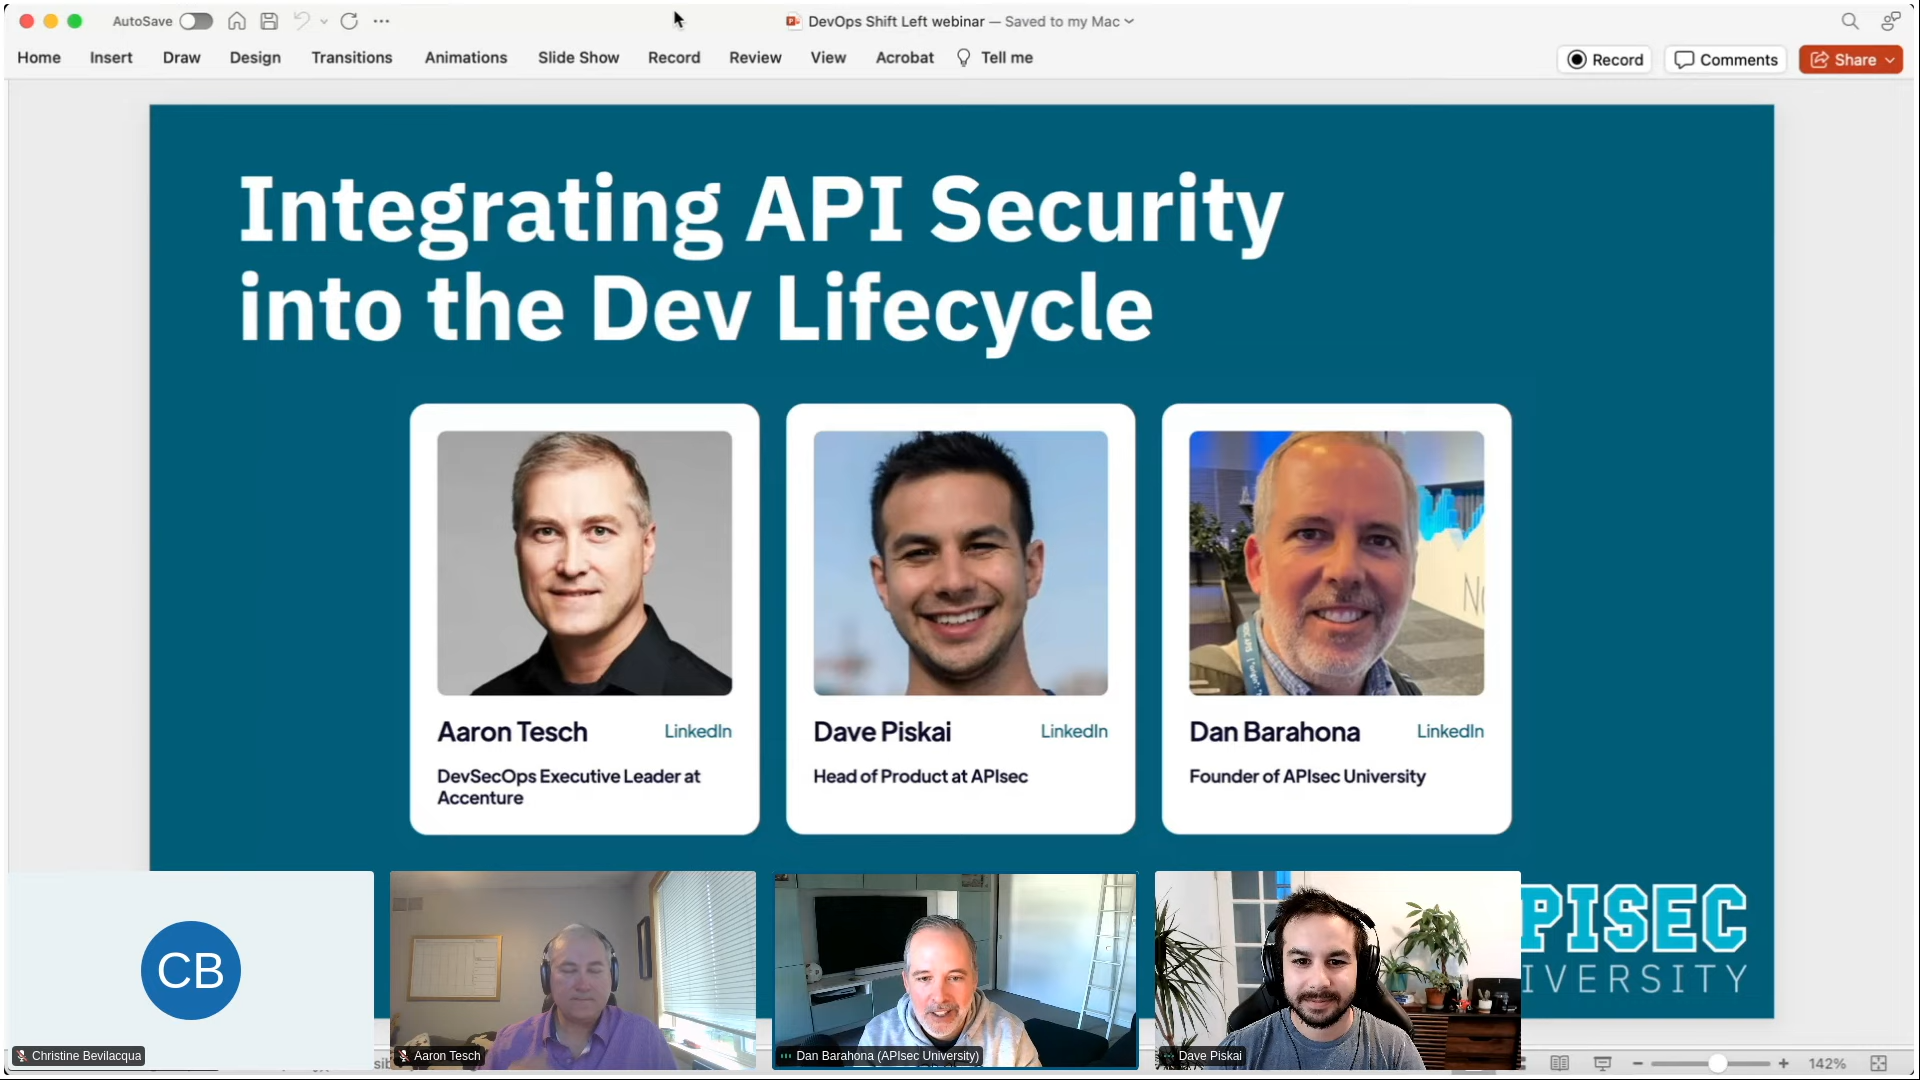 AutoSave
DevOps Shift Left webinar — Saved to my Mac
Home Insert Draw Design Transitions Animations Slide Show Record Review View Acrobat Tell me
Record Comments Share
Integrating API Security
into the Dev Lifecycle
Aaron Tesch LinkedIn
DevSecOps Executive Leader at
Accenture
Dave Piskai LinkedIn
Head of Product at APIsec
Dan Barahona LinkedIn
Founder of APIsec University
PISEC
IVERSITY
CB
Christine Bevilacqua
Aaron Tesch
Dan Barahona (APIsec University)
Dave Piskai
142%